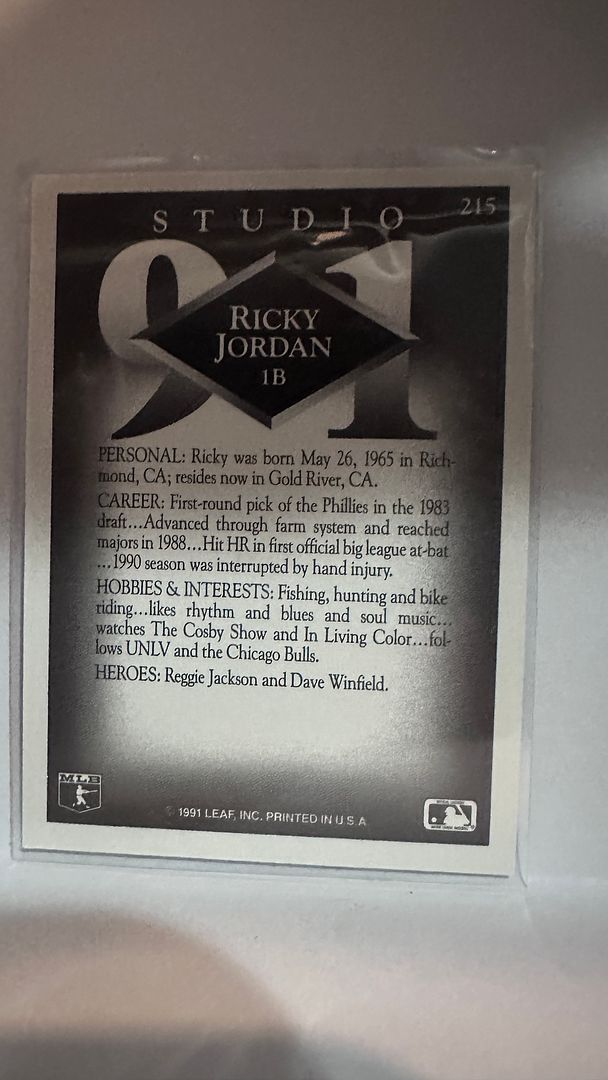 215
STUDIO
91
RICKY
JORDAN
1B
PERSONAL: Ricky was born May 26, 1965 in Rich-
mond, CA; resides now in Gold River, CA.
CAREER: First-round pick of the Phillies in the 1983
draft...Advanced through farm system and reached
majors in 1988...Hit HR in first official big league at-bat
...1990 season was interrupted by hand injury.
HOBBIES & INTERESTS: Fishing, hunting and bike
riding...likes rhythm and blues and soul music...
watches The Cosby Show and In Living Color...fol-
lows UNLV and the Chicago Bulls.
HEROES: Reggie Jackson and Dave Winfield.
MLB
© 1991 LEAF, INC. PRINTED IN U.S.A